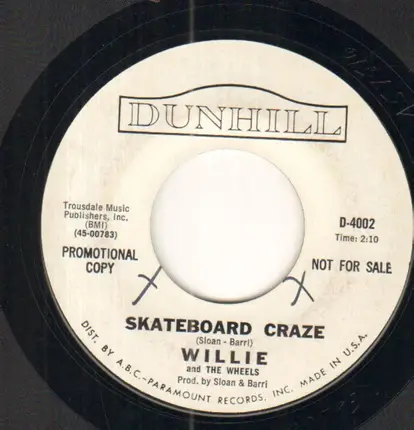 DUNHILL
Trousdale Music
Publishers, Inc.
(BMI)
(45-00783)
D-4002
Time: 2:10
PROMOTIONAL
COPY
NOT FOR SALE
SKATEBOARD CRAZE
(Sloan - Barri)
WILLIE
and THE WHEELS
Prod. by Sloan & Barri
DIST. BY A.B.C.-PARAMOUNT RECORDS, INC. MADE IN U.S.A.